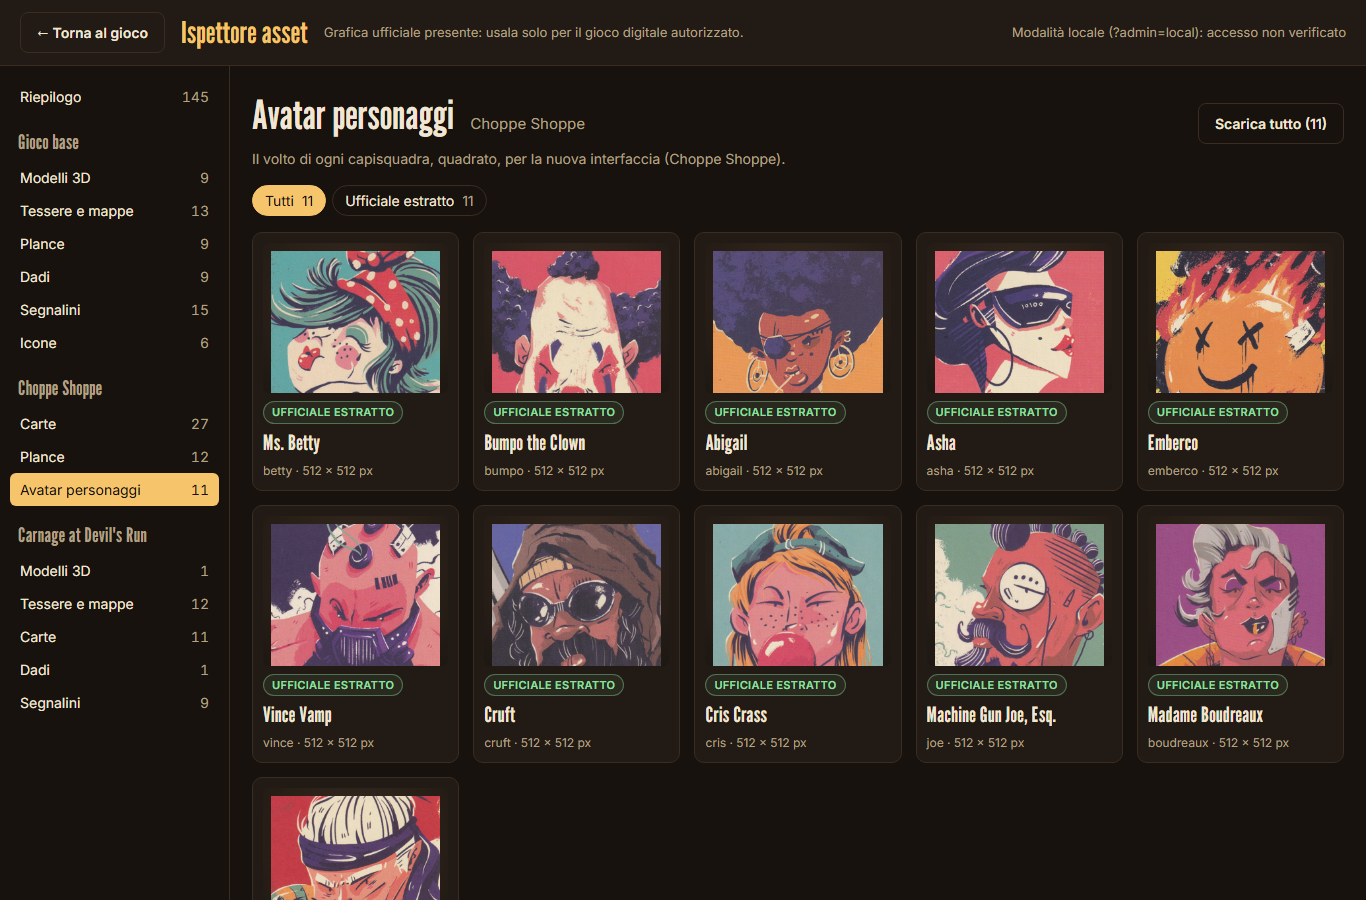 ← Torna al gioco
Ispettore asset
Grafica ufficiale presente: usala solo per il gioco digitale autorizzato.
Modalità locale (?admin=local): accesso non verificato
Riepilogo 145
Gioco base
Modelli 3D 9
Tessere e mappe 13
Plance 9
Dadi 9
Segnalini 15
Icone 6
Choppe Shoppe
Carte 27
Plance 12
Avatar personaggi 11
Carnage at Devil's Run
Modelli 3D 1
Tessere e mappe 12
Carte 11
Dadi 1
Segnalini 9
Avatar personaggi Choppe Shoppe
Scarica tutto (11)
Il volto di ogni capisquadra, quadrato, per la nuova interfaccia (Choppe Shoppe).
Tutti 11
Ufficiale estratto 11
UFFICIALE ESTRATTO
Ms. Betty
betty · 512 × 512 px
UFFICIALE ESTRATTO
Bumpo the Clown
bumpo · 512 × 512 px
UFFICIALE ESTRATTO
Abigail
abigail · 512 × 512 px
UFFICIALE ESTRATTO
Asha
asha · 512 × 512 px
UFFICIALE ESTRATTO
Emberco
emberco · 512 × 512 px
UFFICIALE ESTRATTO
Vince Vamp
vince · 512 × 512 px
UFFICIALE ESTRATTO
Cruft
cruft · 512 × 512 px
UFFICIALE ESTRATTO
Cris Crass
cris · 512 × 512 px
UFFICIALE ESTRATTO
Machine Gun Joe, Esq.
joe · 512 × 512 px
UFFICIALE ESTRATTO
Madame Boudreaux
boudreaux · 512 × 512 px